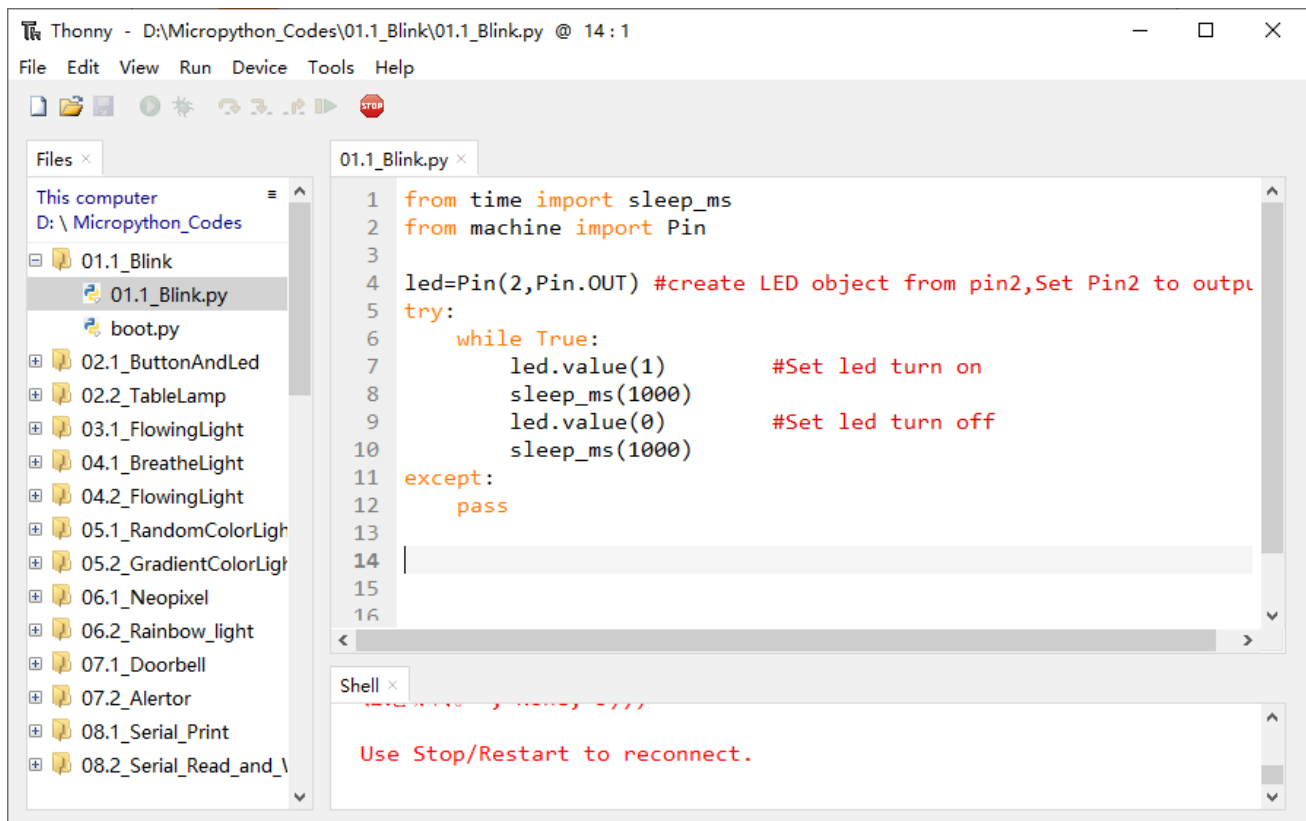 Thonny - D:\Micropython_Codes\01.1_Blink\01.1_Blink.py @ 14 : 1
File Edit View Run Device Tools Help
STOP
Files
This computer
D: \ Micropython_Codes
01.1_Blink
01.1_Blink.py
boot.py
02.1_ButtonAndLed
02.2_TableLamp
03.1_FlowingLight
04.1_BreatheLight
04.2_FlowingLight
05.1_RandomColorLigh
05.2_GradientColorLigh
06.1_Neopixel
06.2_Rainbow_light
07.1_Doorbell
07.2_Alertor
08.1_Serial_Print
08.2_Serial_Read_and_
01.1_Blink.py
1 from time import sleep_ms
2 from machine import Pin
3
4 led=Pin(2,Pin.OUT) #create LED object from pin2,Set Pin2 to outpu
5 try:
6     while True:
7         led.value(1)        #Set led turn on
8         sleep_ms(1000)
9         led.value(0)        #Set led turn off
10         sleep_ms(1000)
11 except:
12     pass
13
14
15
16
Shell
Use Stop/Restart to reconnect.